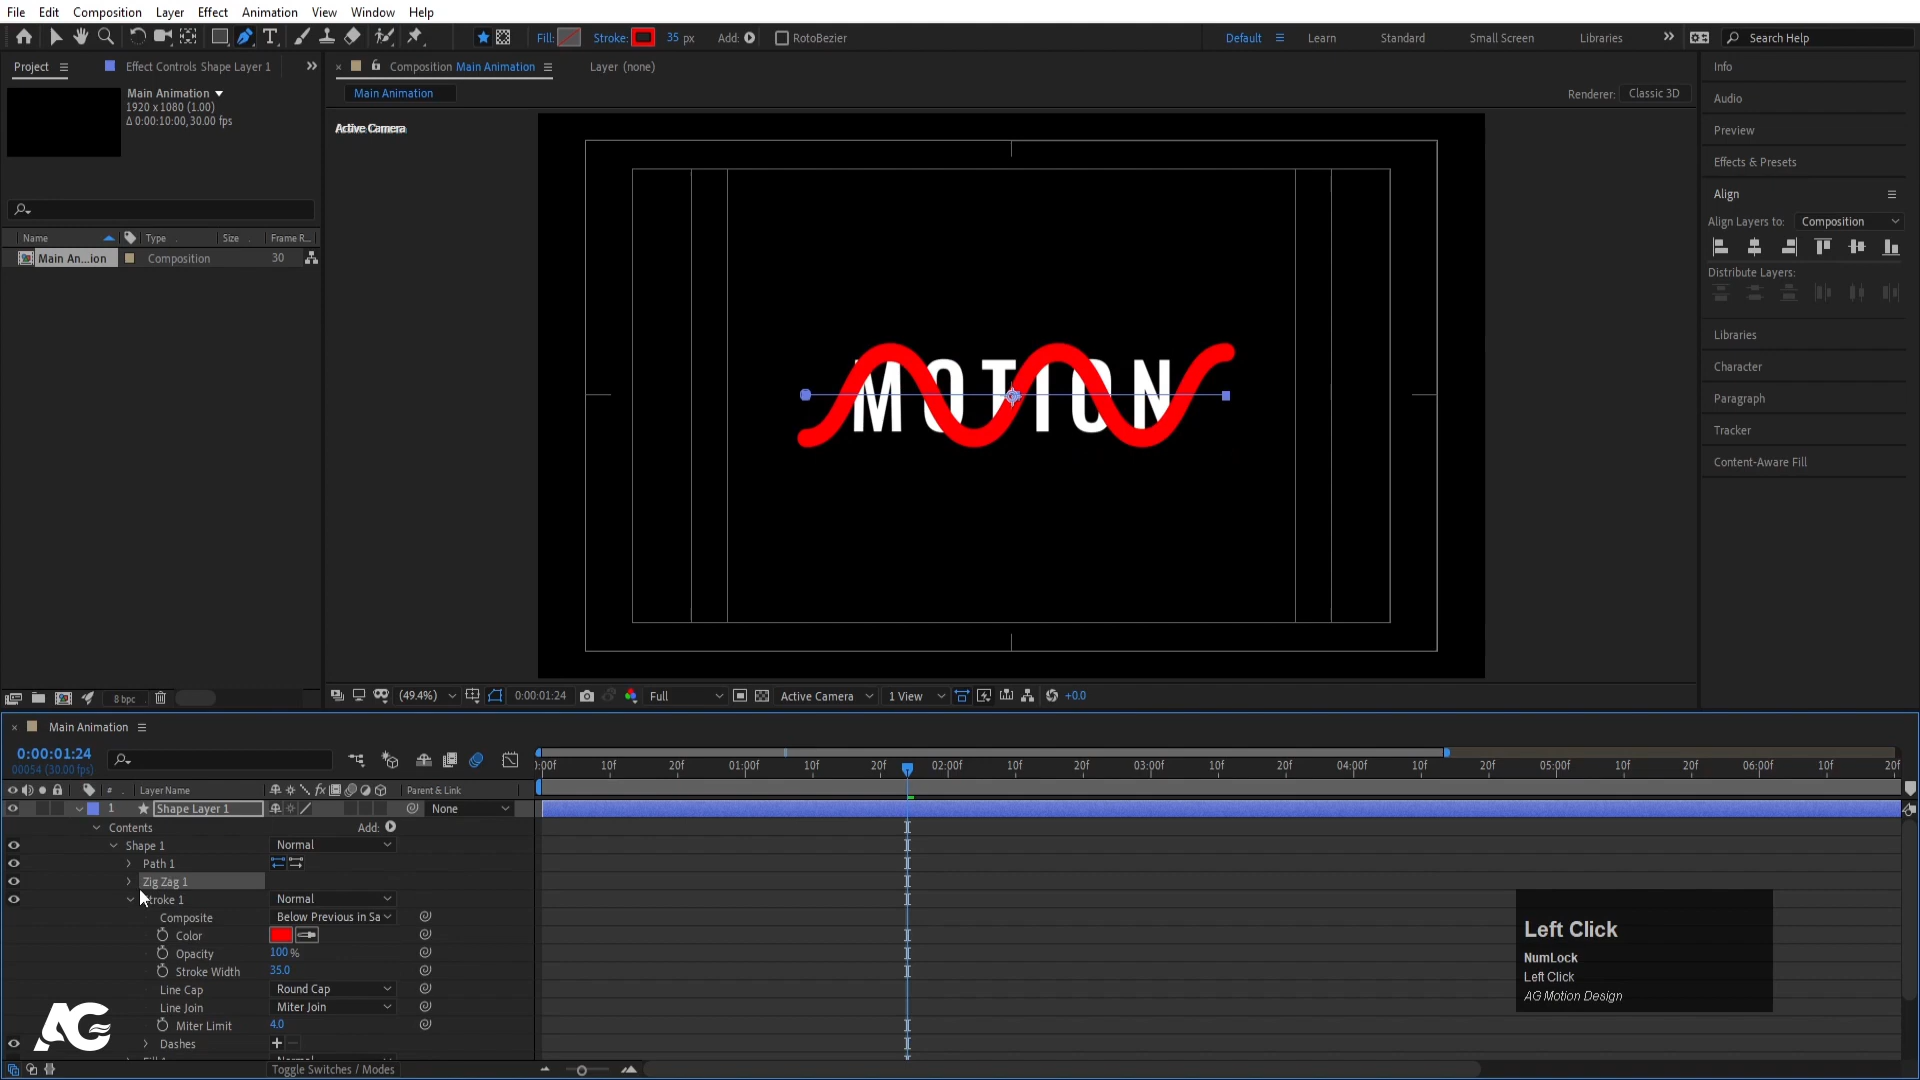 File Edit Composition Layer Effect Animation View Window Help
Fill: Stroke: 35 px Add: RotoBezier Default Learn Standard Small Screen Libraries Search Help
Project Effect Controls Shape Layer 1 Composition Main Animation Layer (none) Info
Main Animation
1920 x 1080 (1.00)
Δ 0:00:10:00, 30.00 fps
Main Animation Renderer: Classic 3D
Audio
Active Camera
Preview
Effects & Presets
Align
Align Layers to: Composition
Distribute Layers:
Name Type Size Frame R...
Main An...ion Composition 30
Libraries
Character
Paragraph
Tracker
Content-Aware Fill
MOTION
8 bpc
(49.4%) 0:00:01:24 Full Active Camera 1 View +0.0
Main Animation
0:00:01:24
00054 (30.00 fps)
):00f 10f 20f 01:00f 10f 20f 02:00f 10f 20f 03:00f 10f 20f 04:00f 10f 20f 05:00f 10f 20f 06:00f 10f 20f
# Layer Name Parent & Link
1 Shape Layer 1 None
Contents Add:
Shape 1 Normal
Path 1
Zig Zag 1
troke 1 Normal
Composite Below Previous in Sa
Color
Opacity 100 %
Stroke Width 35.0
Line Cap Round Cap
Line Join Miter Join
Miter Limit 4.0
Dashes
Toggle Switches / Modes
Left Click
NumLock
Left Click
AG Motion Design
AG